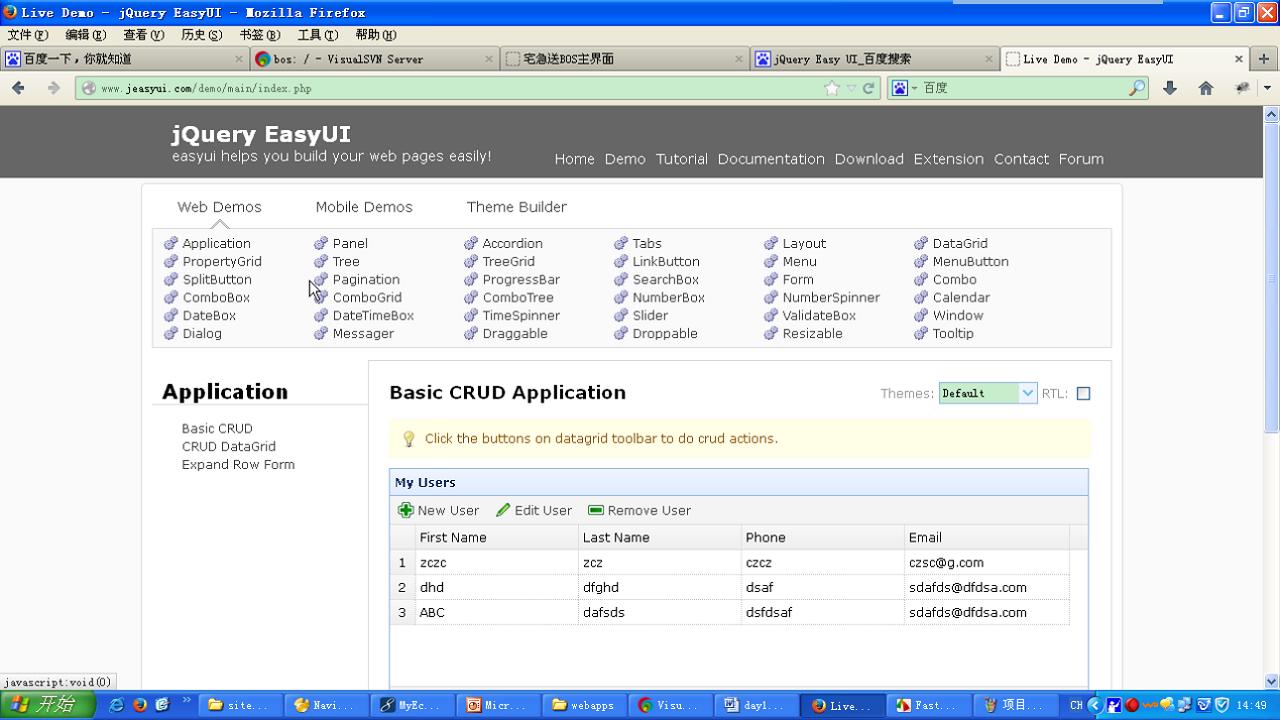 Live Demo - jQuery EasyUI - Mozilla Firefox
文件(F) 编辑(E) 查看(V) 历史(S) 书签(B) 工具(T) 帮助(H)
百度一下，你就知道 bos: / - VisualSVN Server 宅急送BOS主界面 jQuery Easy UI_百度搜索 Live Demo - jQuery EasyUI
www.jeasyui.com/demo/main/index.php 百度
jQuery EasyUI
easyui helps you build your web pages easily!
Home Demo Tutorial Documentation Download Extension Contact Forum
Web Demos Mobile Demos Theme Builder
Application Panel Accordion Tabs Layout DataGrid
PropertyGrid Tree TreeGrid LinkButton Menu MenuButton
SplitButton Pagination ProgressBar SearchBox Form Combo
ComboBox ComboGrid ComboTree NumberBox NumberSpinner Calendar
DateBox DateTimeBox TimeSpinner Slider ValidateBox Window
Dialog Messager Draggable Droppable Resizable Tooltip
Application
Basic CRUD
CRUD DataGrid
Expand Row Form
Basic CRUD Application
Themes: Default RTL:
Click the buttons on datagrid toolbar to do crud actions.
My Users
New User Edit User Remove User
First Name Last Name Phone Email
1 zczc zcz czcz czsc@g.com
2 dhd dfghd dsaf sdafds@dfdsa.com
3 ABC dafsds dsfdsaf sdafds@dfdsa.com
javascript:void(0)
开始 site... Navi... MyEc... Micr... webapps Visu... day1... Live... Fast... 项目... CH 14:49